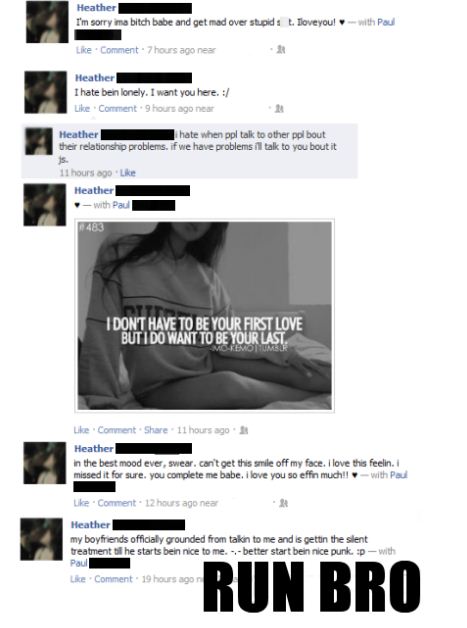 Heather
I'm sorry ima bitch babe and get mad over stupid s t. Iloveyou! ♥ — with Paul
Like · Comment · 7 hours ago near ·
Heather
I hate bein lonely. I want you here. :/
Like · Comment · 9 hours ago near ·
Heather i hate when ppl talk to other ppl bout
their relationship problems. if we have problems i'll talk to you bout it
js.
11 hours ago · Like
Heather
♥ — with Paul
#483
I DON'T HAVE TO BE YOUR FIRST LOVE
BUT I DO WANT TO BE YOUR LAST.
-MO-KEMO|TUMBLR
Like · Comment · Share · 11 hours ago ·
Heather
in the best mood ever, swear. can't get this smile off my face. i love this feelin. i
missed it for sure. you complete me babe. i love you so effin much!! ♥ — with Paul
Like · Comment · 12 hours ago near ·
Heather
my boyfriends officially grounded from talkin to me and is gettin the silent
treatment till he starts bein nice to me. -.- better start bein nice punk. :p — with
Paul
Like · Comment · 19 hours ago ne
RUN BRO